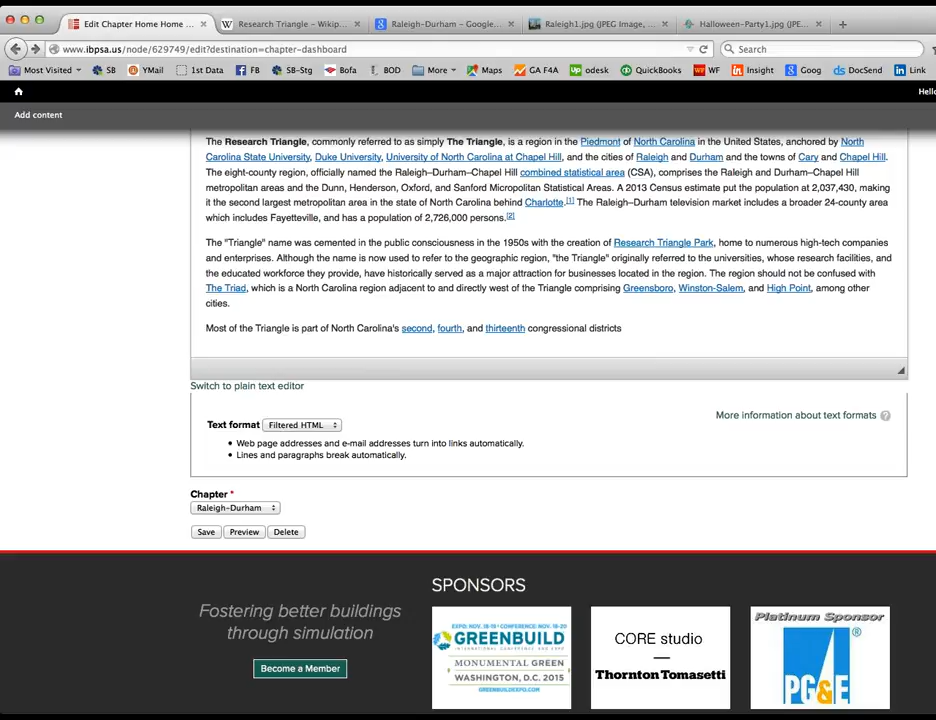 Edit Chapter Home Home ...
Research Triangle – Wikip...
Raleigh-Durham – Google...
Raleigh1.jpg (JPEG Image, ...
Halloween-Party1.jpg (JPE...
www.ibpsa.us/node/629749/edit?destination=chapter-dashboard
Search
Most Visited SB YMail 1st Data FB SB-Stg Bofa BOD More Maps GA F4A odesk QuickBooks WF Insight Goog DocSend Link
Hello
Add content
The Research Triangle, commonly referred to as simply The Triangle, is a region in the Piedmont of North Carolina in the United States, anchored by North
Carolina State University, Duke University, University of North Carolina at Chapel Hill, and the cities of Raleigh and Durham and the towns of Cary and Chapel Hill.
The eight-county region, officially named the Raleigh–Durham–Chapel Hill combined statistical area (CSA), comprises the Raleigh and Durham–Chapel Hill
metropolitan areas and the Dunn, Henderson, Oxford, and Sanford Micropolitan Statistical Areas. A 2013 Census estimate put the population at 2,037,430, making
it the second largest metropolitan area in the state of North Carolina behind Charlotte.[1] The Raleigh–Durham television market includes a broader 24-county area
which includes Fayetteville, and has a population of 2,726,000 persons.[2]
The "Triangle" name was cemented in the public consciousness in the 1950s with the creation of Research Triangle Park, home to numerous high-tech companies
and enterprises. Although the name is now used to refer to the geographic region, "the Triangle" originally referred to the universities, whose research facilities, and
the educated workforce they provide, have historically served as a major attraction for businesses located in the region. The region should not be confused with
The Triad, which is a North Carolina region adjacent to and directly west of the Triangle comprising Greensboro, Winston-Salem, and High Point, among other
cities.
Most of the Triangle is part of North Carolina's second, fourth, and thirteenth congressional districts
Switch to plain text editor
More information about text formats
Text format Filtered HTML
Web page addresses and e-mail addresses turn into links automatically.
Lines and paragraphs break automatically.
Chapter *
Raleigh-Durham
Save Preview Delete
Fostering better buildings
through simulation
Become a Member
SPONSORS
EXPO: NOV. 18-19 | CONFERENCE: NOV. 18-20
GREENBUILD
INTERNATIONAL CONFERENCE AND EXPO
MONUMENTAL GREEN
WASHINGTON, D.C. 2015
GREENBUILDEXPO.COM
CORE studio
Thornton Tomasetti
Platinum Sponsor
PG&E
®